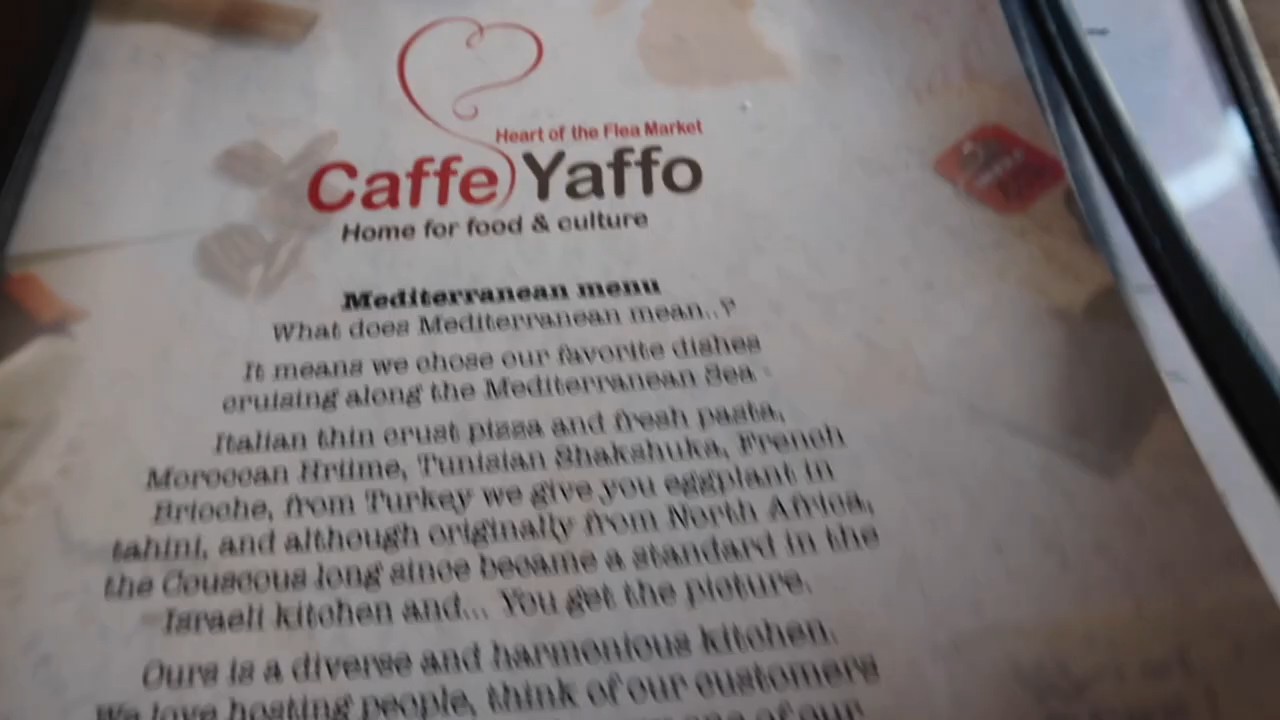 Heart of the Flea Market
Caffe Yaffo
Home for food & culture
Mediterranean menu
What does Mediterranean mean..?
It means we chose our favorite dishes
cruising along the Mediterranean Sea -
Italian thin crust pizza and fresh pasta,
Moroccan Hriime, Tunisian Shakshuka, French
Brioche, from Turkey we give you eggplant in
tahini, and although originally from North Africa,
the Couscous long since became a standard in the
Israeli kitchen and... You get the picture.
Ours is a diverse and harmonious kitchen.
We love hosting people, think of our customers
one of our